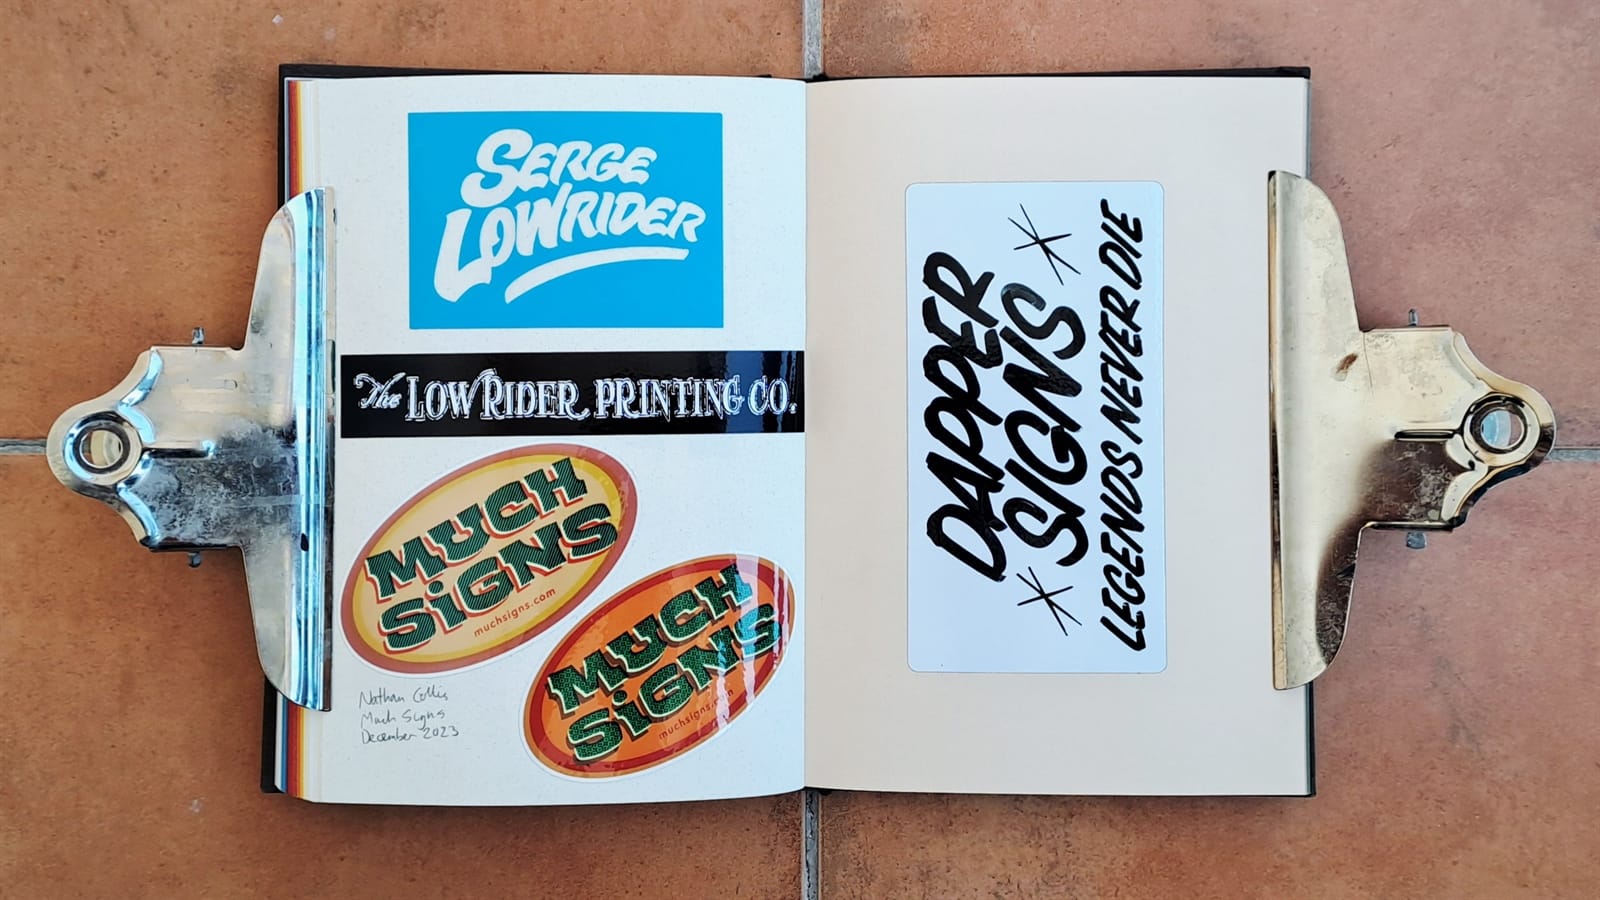 SERGE
LOWRIDER
The LOWRIDER PRINTING CO.
MUCH
SiGNS
muchsigns.com
MUCH
SiGNS
muchsigns.com
Nathan Collis
Much Signs
December 2023
DAPPER
SIGNS
LEGENDS NEVER DIE